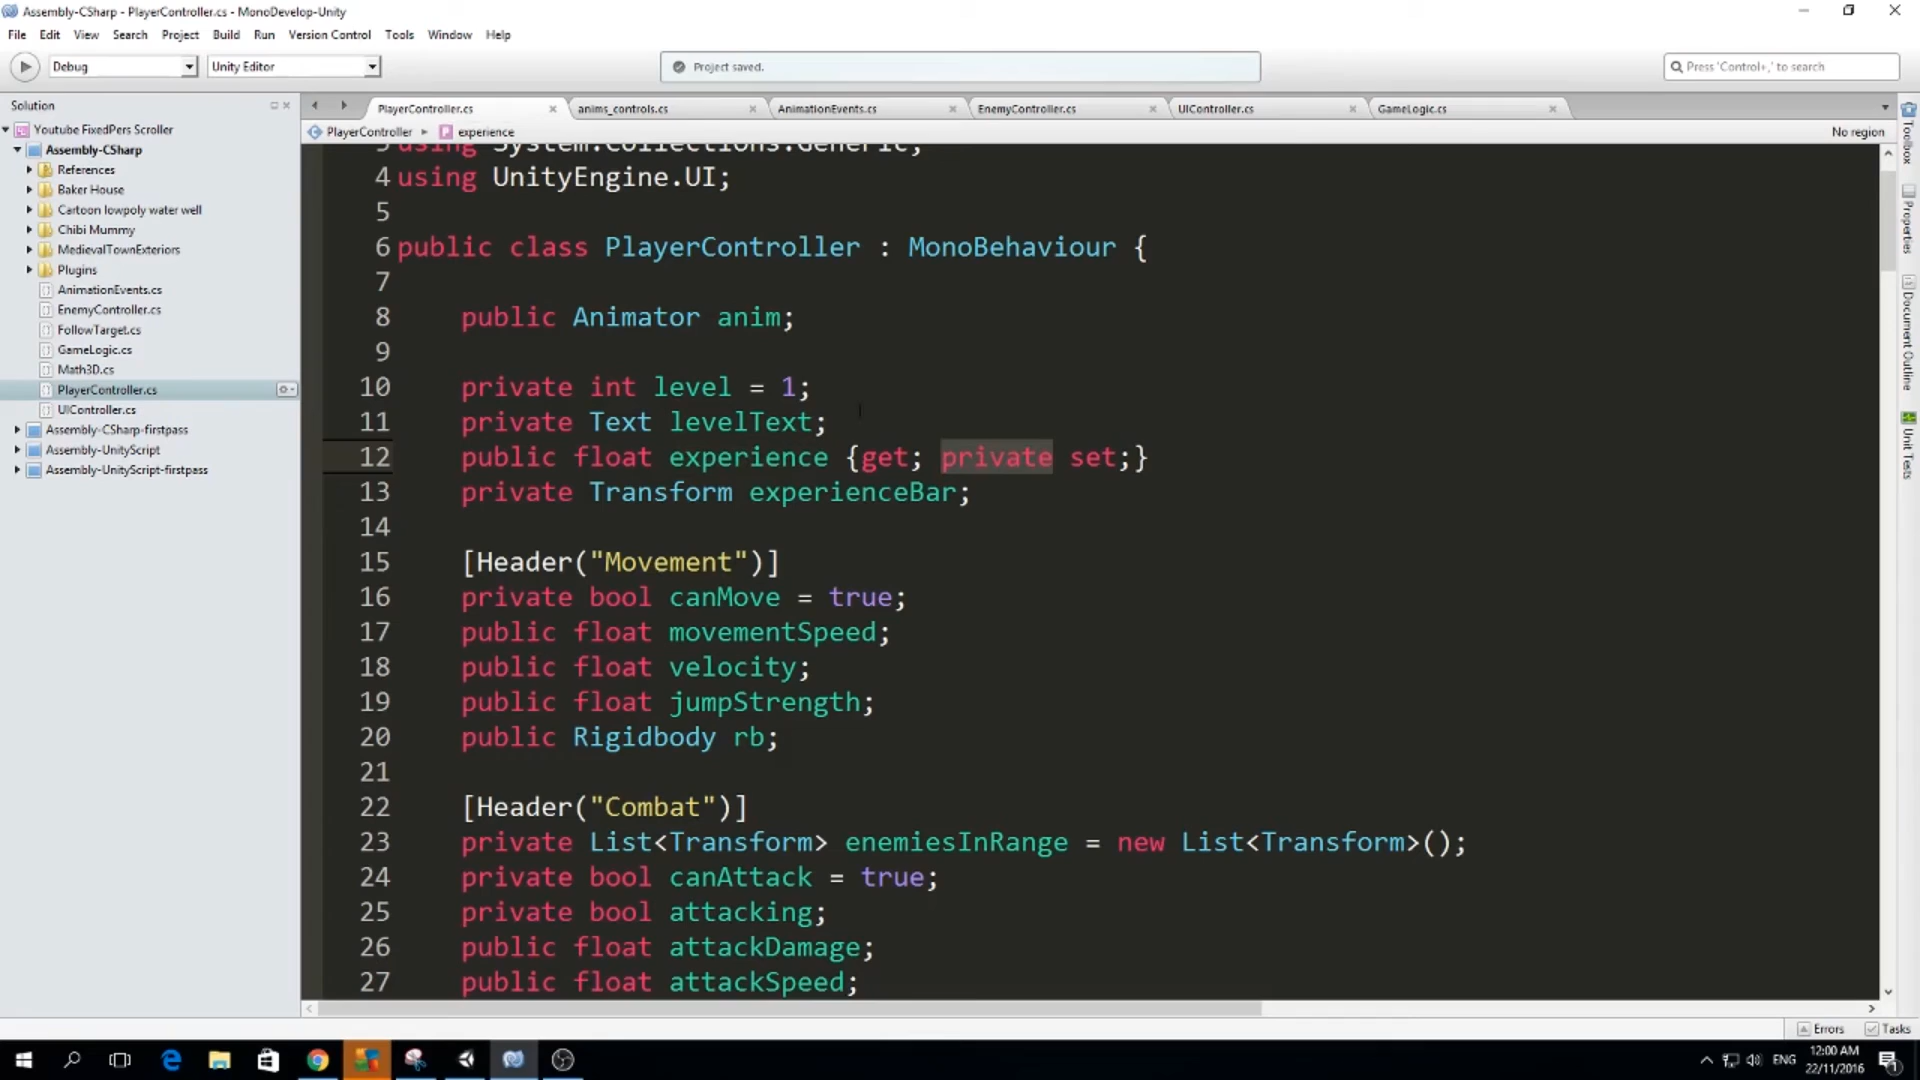 Assembly-CSharp - PlayerController.cs - MonoDevelop-Unity
File Edit View Search Project Build Run Version Control Tools Window Help
Debug Unity Editor Project saved. Press 'Control+,' to search
Solution
Youtube FixedPers Scroller
Assembly-CSharp
References
Baker House
Cartoon lowpoly water well
Chibi Mummy
MedievalTownExteriors
Plugins
AnimationEvents.cs
EnemyController.cs
FollowTarget.cs
GameLogic.cs
Math3D.cs
PlayerController.cs
UIController.cs
Assembly-CSharp-firstpass
Assembly-UnityScript
Assembly-UnityScript-firstpass
PlayerController.cs anims_controls.cs AnimationEvents.cs EnemyController.cs UIController.cs GameLogic.cs
PlayerController experience No region
3 using System.Collections.Generic;
4 using UnityEngine.UI;
5
6 public class PlayerController : MonoBehaviour {
7
8 public Animator anim;
9
10 private int level = 1;
11 private Text levelText;
12 public float experience {get; private set;}
13 private Transform experienceBar;
14
15 [Header("Movement")]
16 private bool canMove = true;
17 public float movementSpeed;
18 public float velocity;
19 public float jumpStrength;
20 public Rigidbody rb;
21
22 [Header("Combat")]
23 private List<Transform> enemiesInRange = new List<Transform>();
24 private bool canAttack = true;
25 private bool attacking;
26 public float attackDamage;
27 public float attackSpeed;
Toolbox
Properties
Document Outline
Unit Tests
Errors Tasks
ENG
12:00 AM
22/11/2016
1